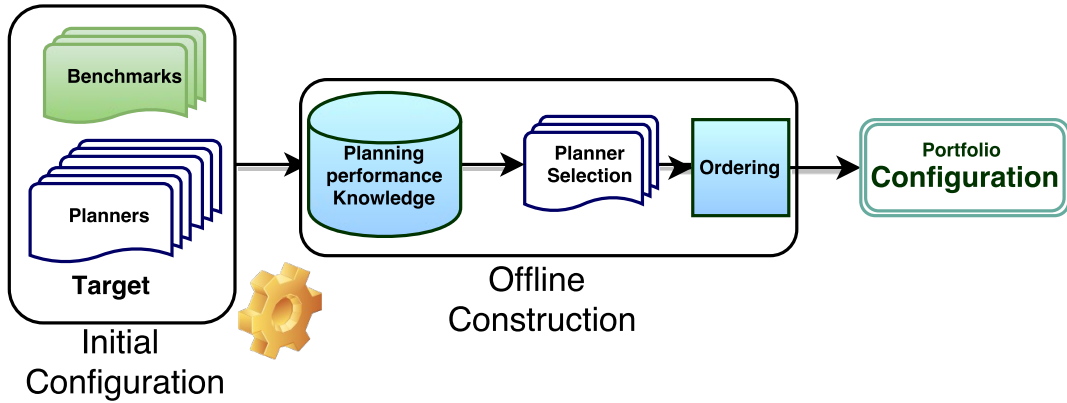 Benchmarks
Planners
Target
Initial
Configuration
Planning
performance
Knowledge
Planner
Selection
Ordering
Offline
Construction
Portfolio
Configuration